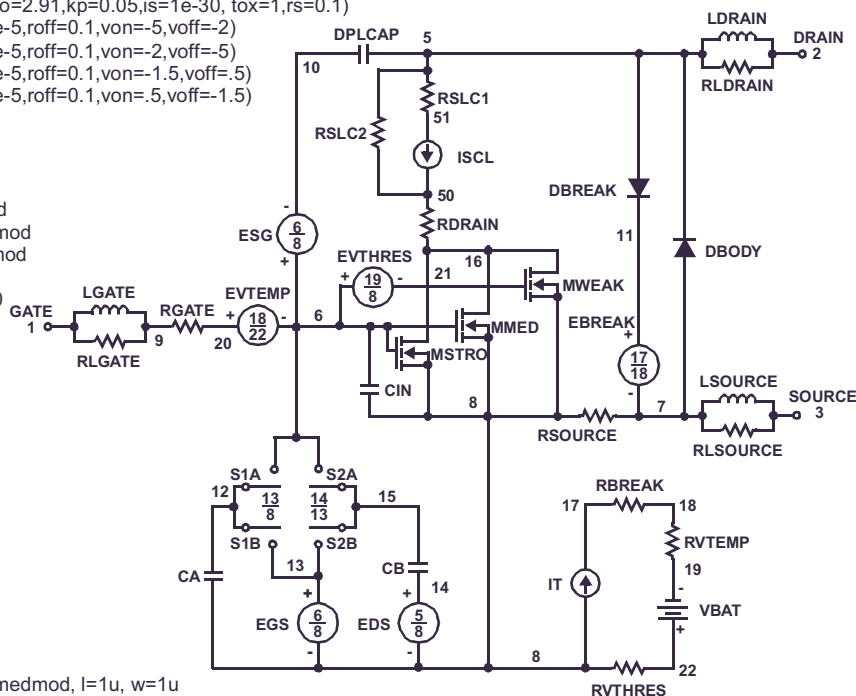 o=2.91,kp=0.05,is=1e-30, tox=1,rs=0.1)
e-5,roff=0.1,von=-5,voff=-2)
e-5,roff=0.1,von=-2,voff=-5)
e-5,roff=0.1,von=-1.5,voff=.5)
e-5,roff=0.1,von=.5,voff=-1.5)
d
mod
nod
)
medmod, l=1u, w=1u
DPLCAP
5
10
LDRAIN
DRAIN
2
RLDRAIN
RSLC1
51
RSLC2
ISCL
50
RDRAIN
DBREAK
11
DBODY
ESG
-
6
8
+
EVTHRES
+
19
8
-
21
16
MWEAK
LGATE
GATE
1
RLGATE
9
RGATE
20
EVTEMP
+
18
22
-
6
MMED
MSTRO
CIN
8
EBREAK
+
17
18
-
7
LSOURCE
SOURCE
3
RLSOURCE
RSOURCE
S1A
S2A
12
13
8
14
13
15
S1B
S2B
13
CA
CB
14
+
EGS
6
8
-
+
EDS
5
8
-
8
17
RBREAK
18
RVTEMP
19
IT
-
VBAT
+
22
RVTHRES